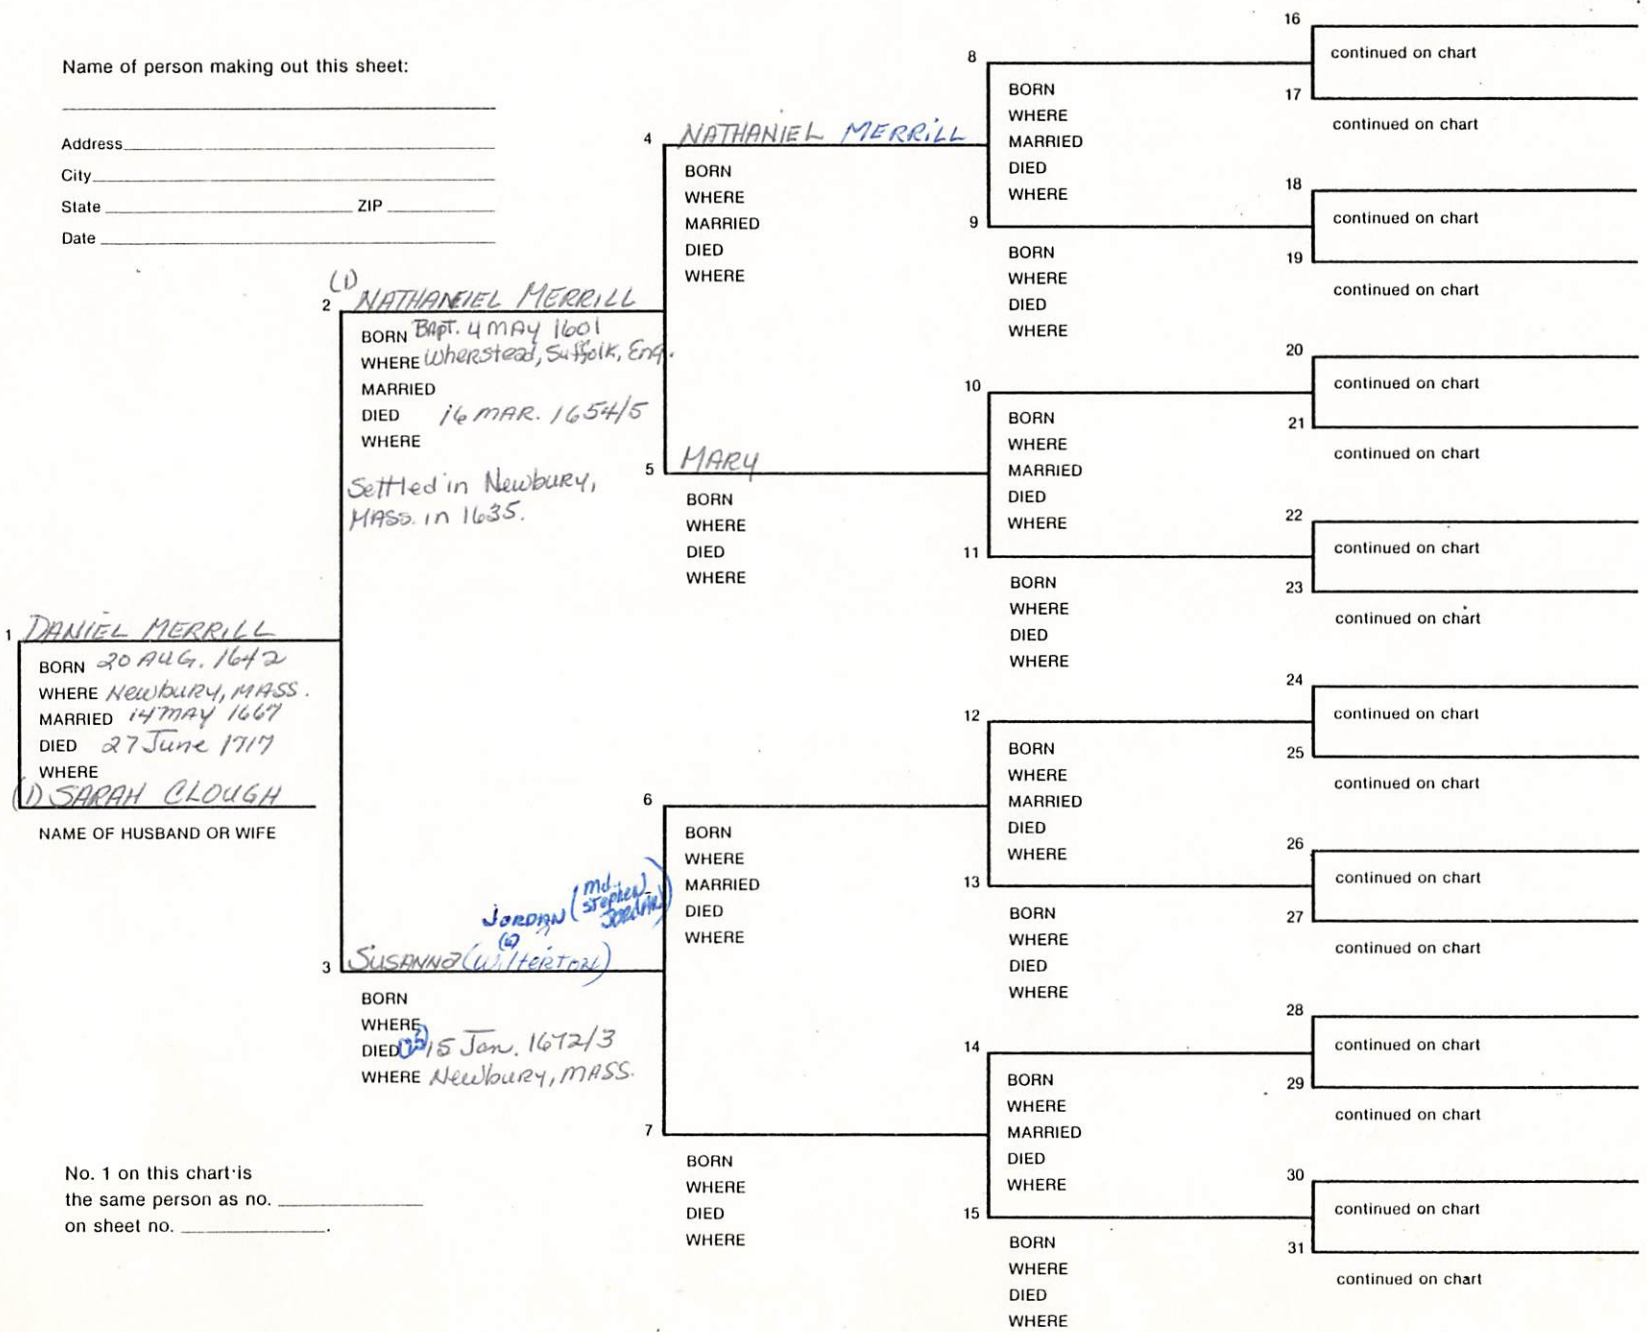 Name of person making out this sheet:
Address
City
State ZIP
Date
1 DANIEL MERRILL
BORN 20 AUG. 1642
WHERE Newbury, MASS.
MARRIED 14 MAY 1667
DIED 27 June 1717
WHERE
(1) SARAH CLOUGH
NAME OF HUSBAND OR WIFE
No. 1 on this chart is
the same person as no.
on sheet no. .
(1)
2 NATHANIEL MERRILL
BORN BApt. 4 MAY 1601
WHERE Wherstead, Suffolk, Eng.
MARRIED
DIED 16 MAR. 1654/5
WHERE
Settled in Newbury,
MASS. in 1635.
JORDAN (md. Stephen JORDAN)
3 SUSANNA (WILTERTON)
BORN
WHERE
DIED 15 Jan. 1672/3
WHERE Newbury, MASS.
4 NATHANIEL MERRILL
BORN
WHERE
MARRIED
DIED
WHERE
5 MARY
BORN
WHERE
DIED
WHERE
6
BORN
WHERE
MARRIED
DIED
WHERE
7
BORN
WHERE
DIED
WHERE
8
BORN
WHERE
MARRIED
DIED
WHERE
9
BORN
WHERE
DIED
WHERE
10
BORN
WHERE
MARRIED
DIED
WHERE
11
BORN
WHERE
DIED
WHERE
12
BORN
WHERE
MARRIED
DIED
WHERE
13
BORN
WHERE
DIED
WHERE
14
BORN
WHERE
MARRIED
DIED
WHERE
15
BORN
WHERE
DIED
WHERE
16
continued on chart
17
continued on chart
18
continued on chart
19
continued on chart
20
continued on chart
21
continued on chart
22
continued on chart
23
continued on chart
24
continued on chart
25
continued on chart
26
continued on chart
27
continued on chart
28
continued on chart
29
continued on chart
30
continued on chart
31
continued on chart